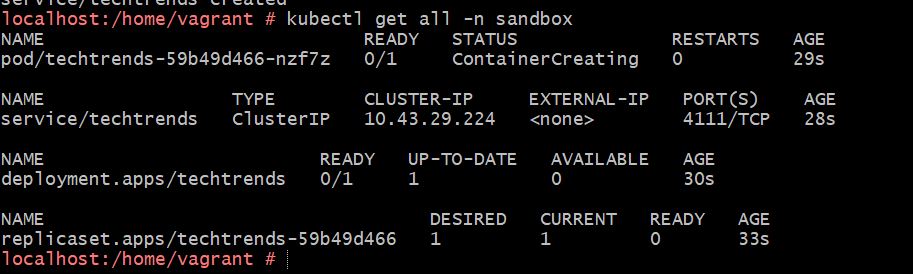 service/techtrends created
localhost:/home/vagrant # kubectl get all -n sandbox
NAME                             READY   STATUS              RESTARTS   AGE
pod/techtrends-59b49d466-nzf7z   0/1     ContainerCreating   0          29s

NAME                 TYPE        CLUSTER-IP     EXTERNAL-IP   PORT(S)    AGE
service/techtrends   ClusterIP   10.43.29.224   <none>        4111/TCP   28s

NAME                         READY   UP-TO-DATE   AVAILABLE   AGE
deployment.apps/techtrends   0/1     1            0           30s

NAME                                   DESIRED   CURRENT   READY   AGE
replicaset.apps/techtrends-59b49d466   1         1         0       33s
localhost:/home/vagrant #